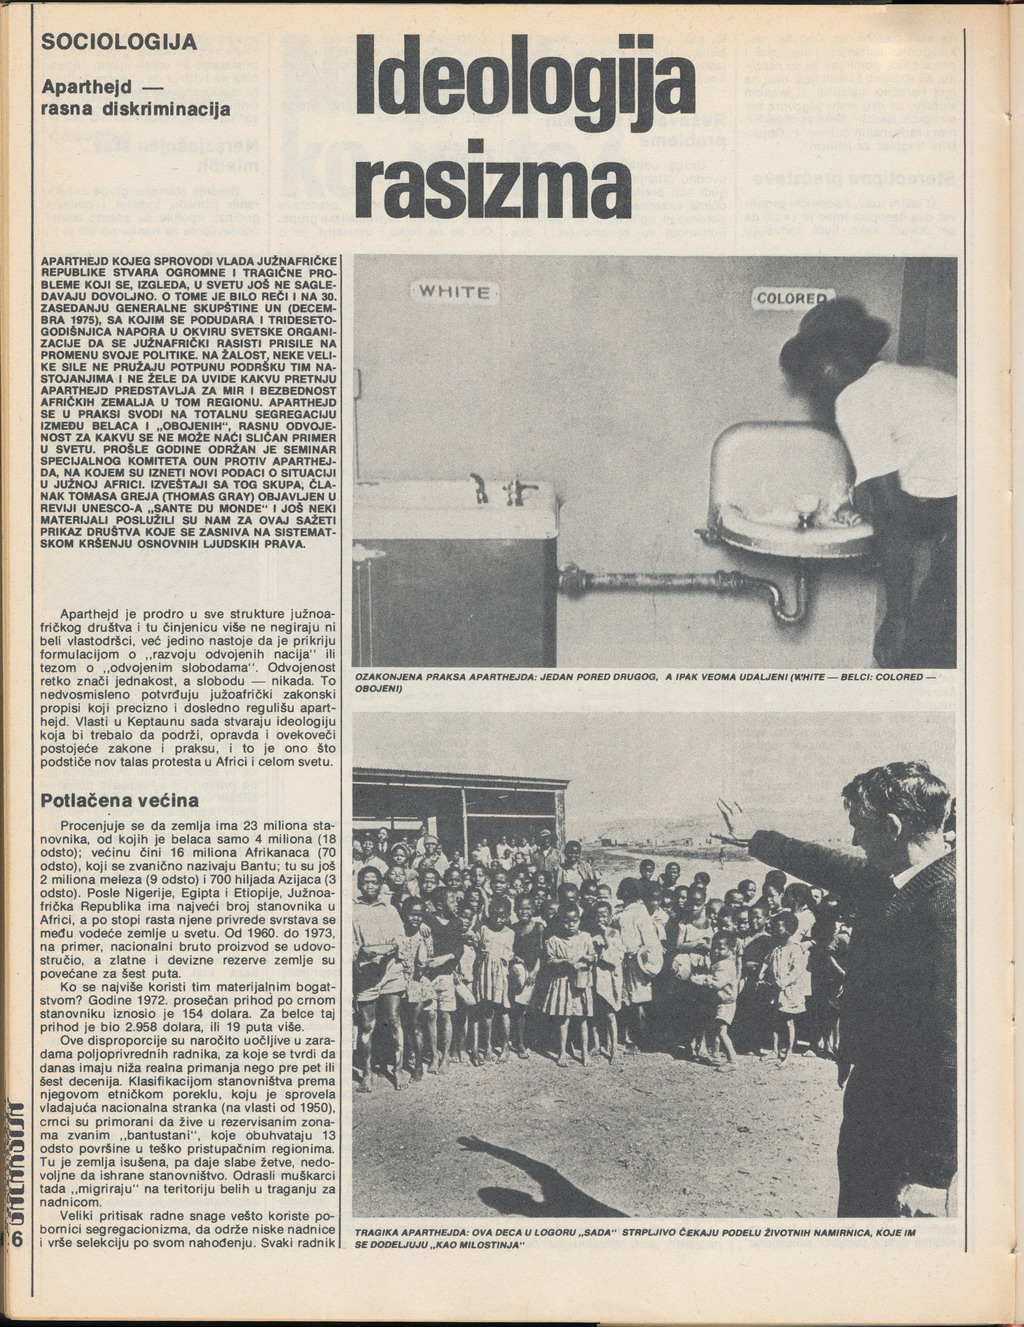 SOCIOLOGIJA
Aparthejd —
rasna diskriminacija
Ideologija
rasizma
APARTHEJD KOJEG SPROVODI VLADA JUŽNAFRIČKE
REPUBLIKE STVARA OGROMNE I TRAGIČNE PRO-
BLEME KOJI SE, IZGLEDA, U SVETU JOŠ NE SAGLE-
DAVAJU DOVOLJNO. O TOME JE BILO REČI I NA 30.
ZASEDANJU GENERALNE SKUPŠTINE UN (DECEM-
BRA 1975), SA KOJIM SE PODUDARA I TRIDESETO-
GODIŠNJICA NAPORA U OKVIRU SVETSKE ORGANI-
ZACIJE DA SE JUŽNAFRIČKI RASISTI PRISILE NA
PROMENU SVOJE POLITIKE. NA ŽALOST, NEKE VELI-
KE SILE NE PRUŽAJU POTPUNU PODRŠKU TIM NA-
STOJANJIMA I NE ŽELE DA UVIDE KAKVU PRETNJU
APARTHEJD PREDSTAVLJA ZA MIR I BEZBEDNOST
AFRIČKIH ZEMALJA U TOM REGIONU. APARTHEJD
SE U PRAKSI SVODI NA TOTALNU SEGREGACIJU
IZMEĐU BELACA I „OBOJENIH“, RASNU ODVOJE-
NOST ZA KAKVU SE NE MOŽE NAĆI SLIČAN PRIMER
U SVETU. PROŠLE GODINE ODRŽAN JE SEMINAR
SPECIJALNOG KOMITETA OUN PROTIV APARTHEJ-
DA, NA KOJEM SU IZNETI NOVI PODACI O SITUACIJI
U JUŽNOJ AFRICI. IZVEŠTAJI SA TOG SKUPA, ČLA-
NAK TOMASA GREJA (THOMAS GRAY) OBJAVLJEN U
REVIJI UNESCO-A „SANTE DU MONDE“ I JOŠ NEKI
MATERIJALI POSLUŽILI SU NAM ZA OVAJ SAŽETI
PRIKAZ DRUŠTVA KOJE SE ZASNIVA NA SISTEMAT-
SKOM KRŠENJU OSNOVNIH LJUDSKIH PRAVA.
Aparthejd je prodro u sve strukture južnoa-
fričkog društva i tu činjenicu više ne negiraju ni
beli vlastodršci, već jedino nastoje da je prikriju
formulacijom o „razvoju odvojenih nacija“ ili
tezom o „odvojenim slobodama“. Odvojenost
retko znači jednakost, a slobodu — nikada. To
nedvosmisleno potvrđuju južoafrički zakonski
propisi koji precizno i dosledno regulišu apart-
hejd. Vlasti u Keptaunu sada stvaraju ideologiju
koja bi trebalo da podrži, opravda i ovekoveči
postojeće zakone i praksu, i to je ono što
podstiče nov talas protesta u Africi i celom svetu.
Potlačena većina
Procenjuje se da zemlja ima 23 miliona sta-
novnika, od kojih je belaca samo 4 miliona (18
odsto); većinu čini 16 miliona Afrikanaca (70
odsto), koji se zvanično nazivaju Bantu; tu su još
2 miliona meleza (9 odsto) i 700 hiljada Azijaca (3
odsto). Posle Nigerije, Egipta i Etiopije, Južnoa-
frička Republika ima najveći broj stanovnika u
Africi, a po stopi rasta njene privrede svrstava se
među vodeće zemlje u svetu. Od 1960. do 1973,
na primer, nacionalni bruto proizvod se udovo-
stručio, a zlatne i devizne rezerve zemlje su
povećane za šest puta.
Ko se najviše koristi tim materijalnim bogat-
stvom? Godine 1972. prosečan prihod po crnom
stanovniku iznosio je 154 dolara. Za belce taj
prihod je bio 2.958 dolara, ili 19 puta više.
Ove disproporcije su naročito uočljive u zara-
dama poljoprivrednih radnika, za koje se tvrdi da
danas imaju niža realna primanja nego pre pet ili
šest decenija. Klasifikacijom stanovništva prema
njegovom etničkom poreklu, koju je sprovela
vladajuća nacionalna stranka (na vlasti od 1950),
crnci su primorani da žive u rezervisanim zona-
ma zvanim „bantustani“, koje obuhvataju 13
odsto površine u teško pristupačnim regionima.
Tu je zemlja isušena, pa daje slabe žetve, nedo-
voljne da ishrane stanovništvo. Odrasli muškarci
tada „migriraju“ na teritoriju belih u traganju za
nadnicom.
Veliki pritisak radne snage vešto koriste po-
bornici segregacionizma, da održe niske nadnice
i vrše selekciju po svom nahođenju. Svaki radnik
WHITE
COLORED
OZAKONJENA PRAKSA APARTHEJDA: JEDAN PORED DRUGOG, A IPAK VEOMA UDALJENI (WHITE — BELCI: COLORED —
OBOJENI)
TRAGIKA APARTHEJDA: OVA DECA U LOGORU „SADA“ STRPLJIVO ČEKAJU PODELU ŽIVOTNIH NAMIRNICA, KOJE IM
SE DODELJUJU „KAO MILOSTINJA“
6